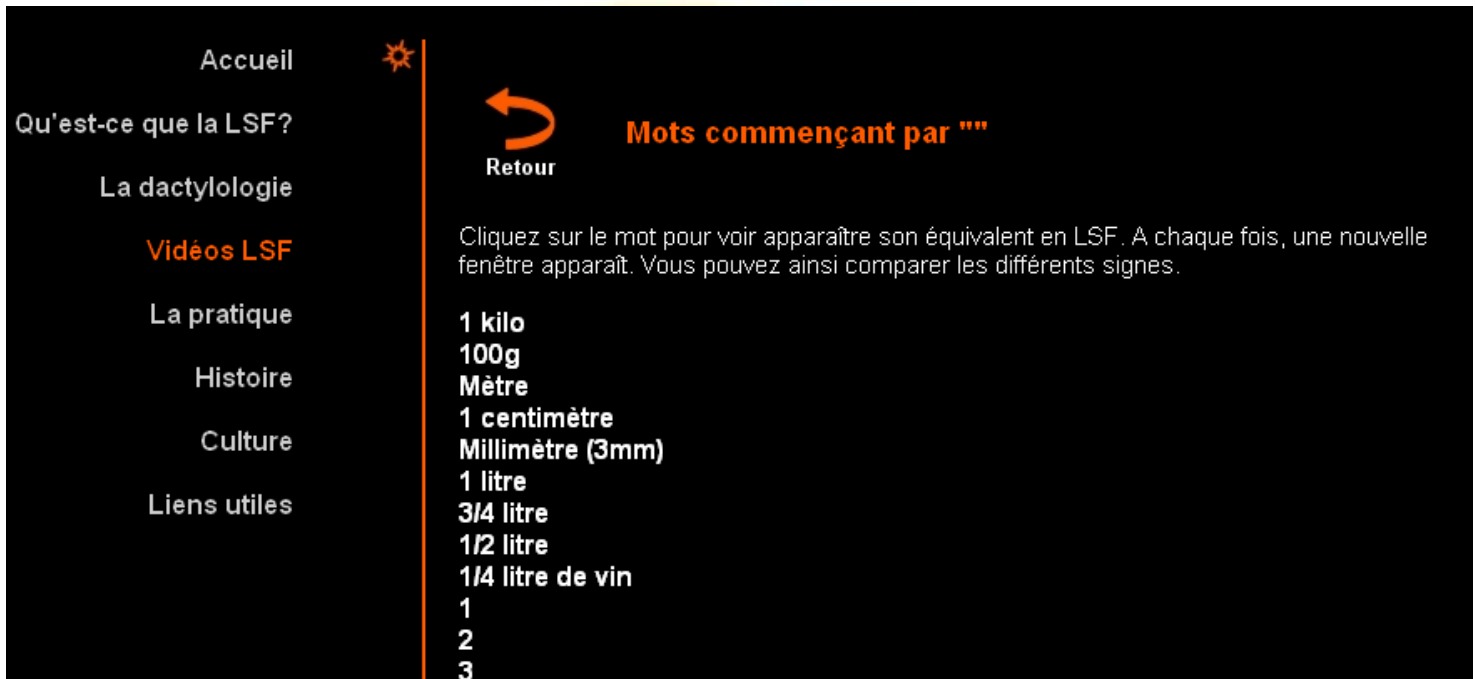 Accueil
Qu'est-ce que la LSF?
La dactylologie
Vidéos LSF
La pratique
Histoire
Culture
Liens utiles
Retour
Mots commençant par ""
Cliquez sur le mot pour voir apparaître son équivalent en LSF. A chaque fois, une nouvelle
fenêtre apparaît. Vous pouvez ainsi comparer les différents signes.
1 kilo
100g
Mètre
1 centimètre
Millimètre (3mm)
1 litre
3/4 litre
1/2 litre
1/4 litre de vin
1
2
3